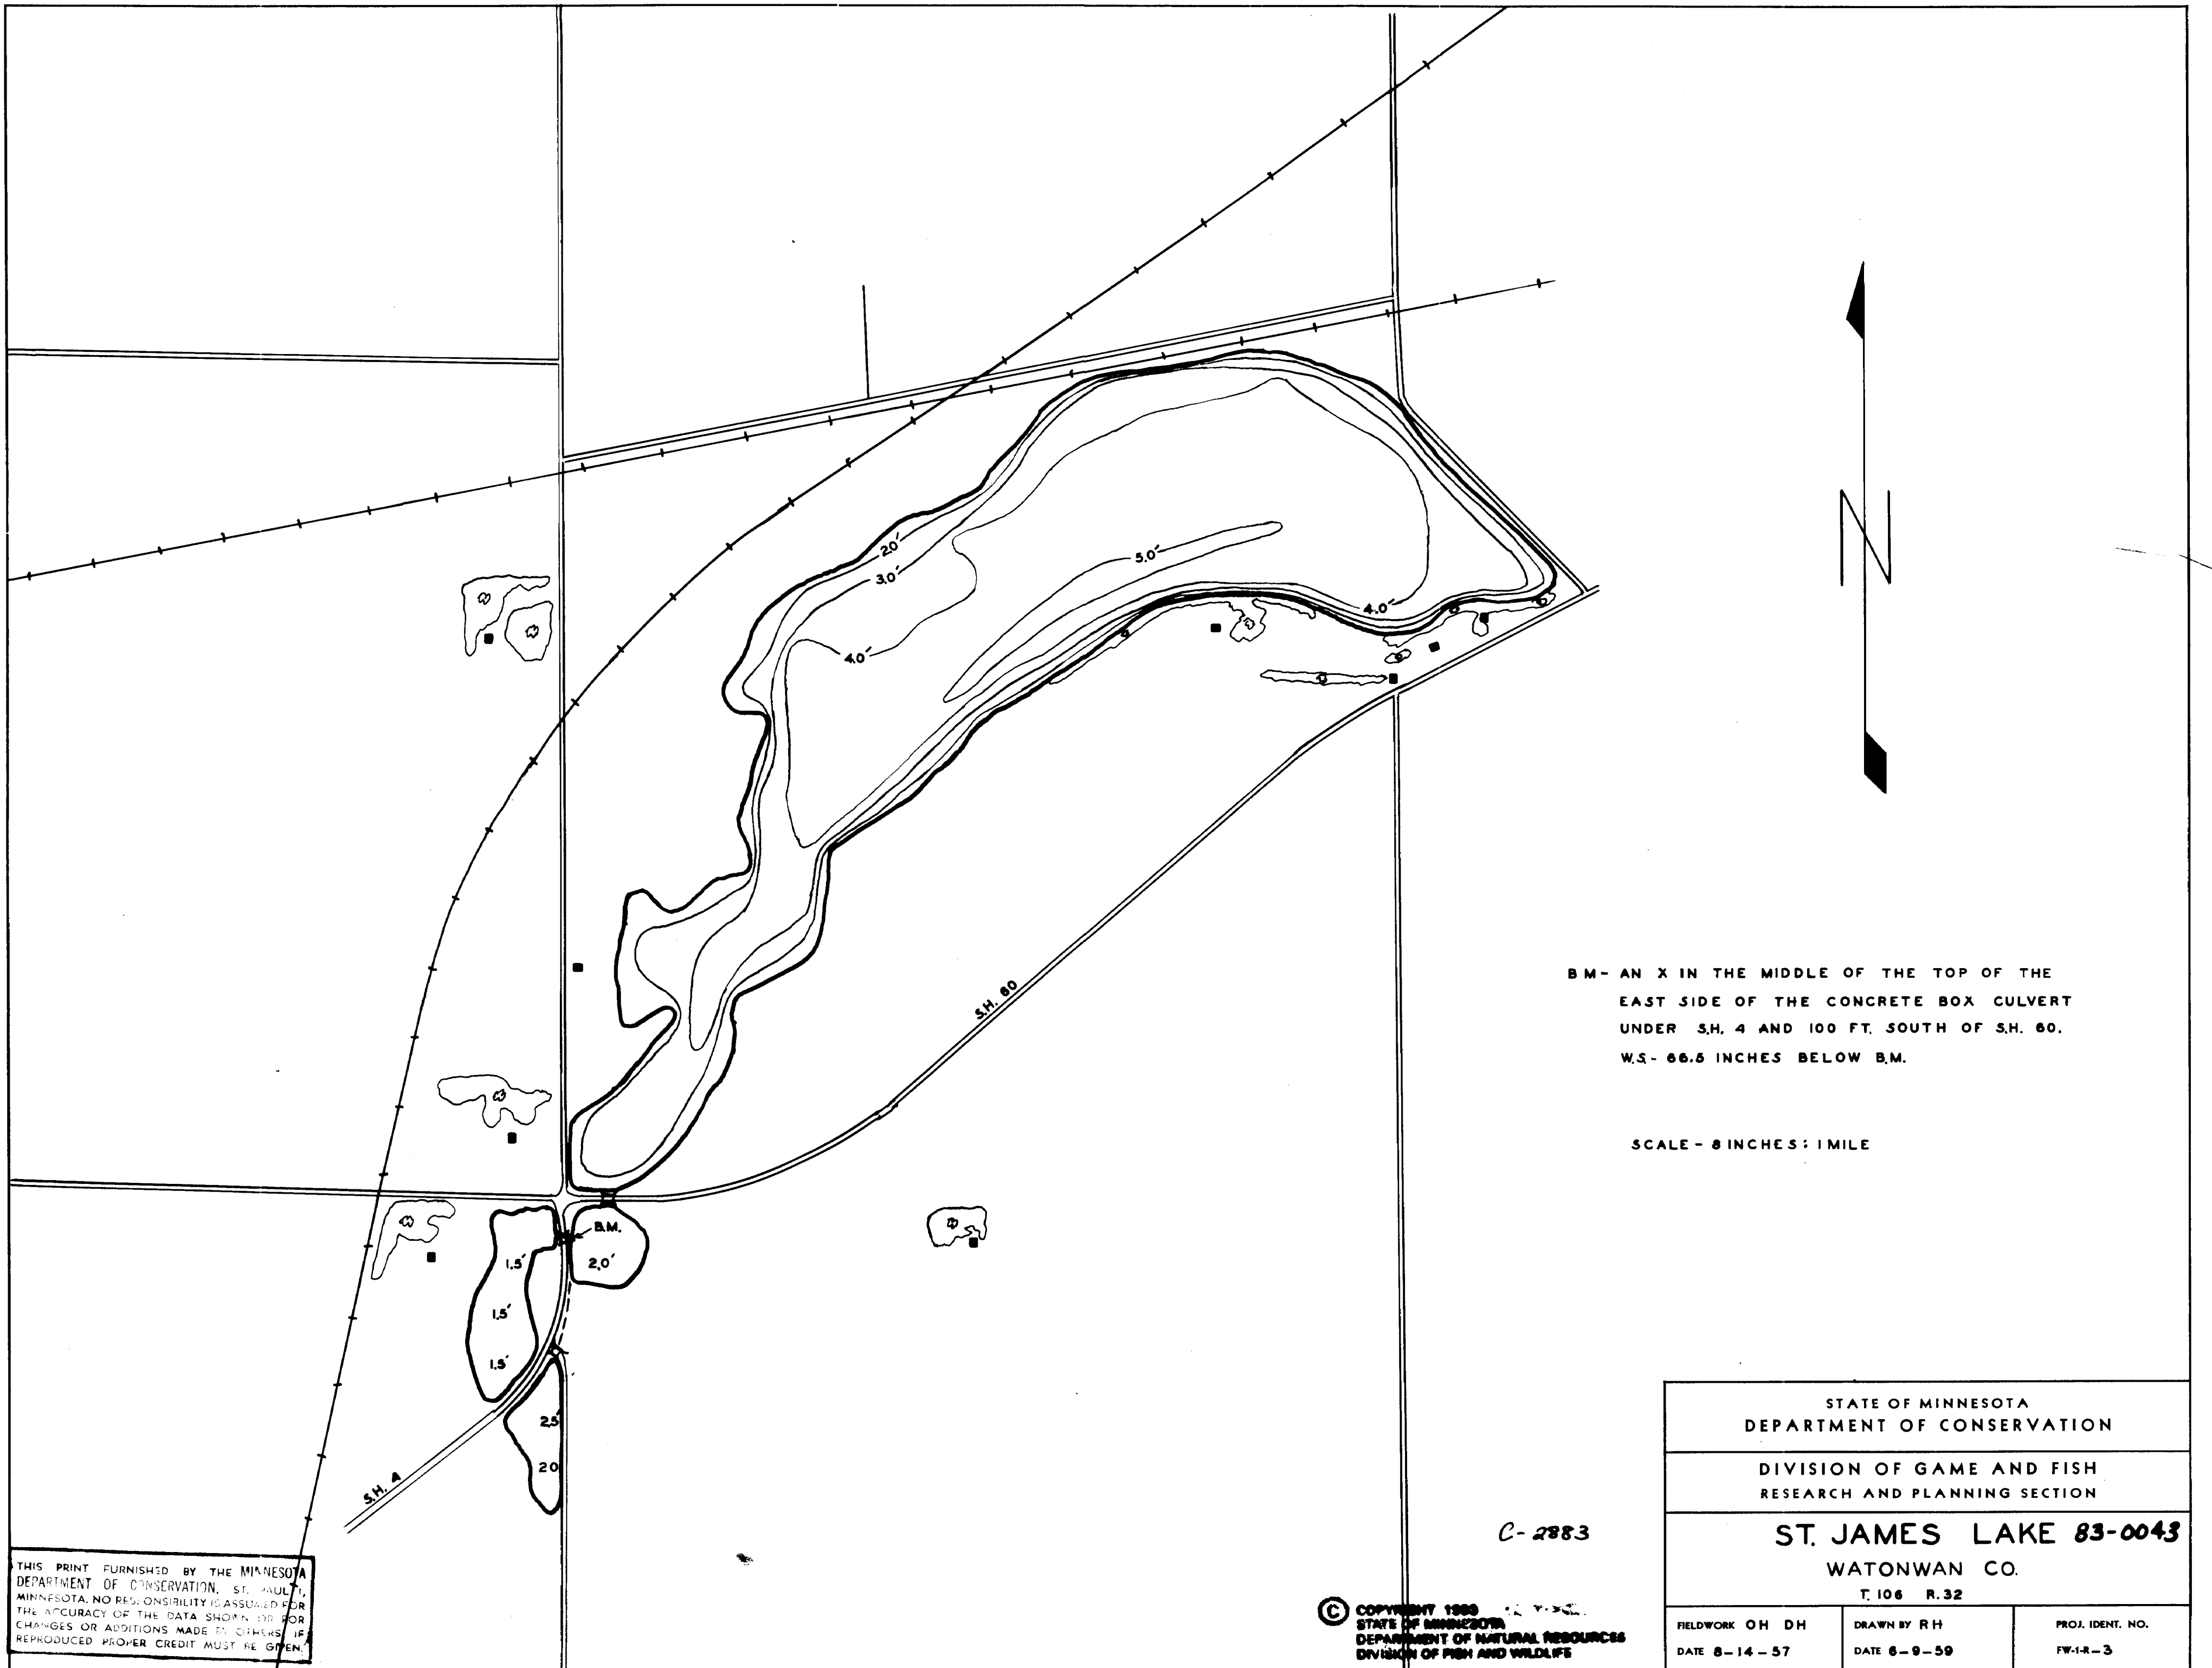 20'
3.0'
5.0'
4.0'
4.0'
N
S.H. 60
B M - AN X IN THE MIDDLE OF THE TOP OF THE
EAST SIDE OF THE CONCRETE BOX CULVERT
UNDER S.H. 4 AND 100 FT. SOUTH OF S.H. 60.
W.S. - 66.5 INCHES BELOW B.M.
SCALE - 8 INCHES : 1 MILE
B.M.
1.5'
2.0'
1.5'
1.5'
2.5'
20
S.H. 4
STATE OF MINNESOTA
DEPARTMENT OF CONSERVATION
DIVISION OF GAME AND FISH
RESEARCH AND PLANNING SECTION
ST. JAMES LAKE 83-0043
WATONWAN CO.
T. 106 R. 32
FIELDWORK OH DH
DATE 8-14-57
DRAWN BY RH
DATE 6-9-59
PROJ. IDENT. NO.
FW-1-R-3
C-2883
THIS PRINT FURNISHED BY THE MINNESOTA
DEPARTMENT OF CONSERVATION, ST. PAUL 1,
MINNESOTA. NO RESPONSIBILITY IS ASSUMED FOR
THE ACCURACY OF THE DATA SHOWN OR FOR
CHANGES OR ADDITIONS MADE BY OTHERS. IF
REPRODUCED PROPER CREDIT MUST BE GIVEN.
© COPYRIGHT
STATE OF MINNESOTA
DEPARTMENT OF NATURAL RESOURCES
DIVISION OF FISH AND WILDLIFE